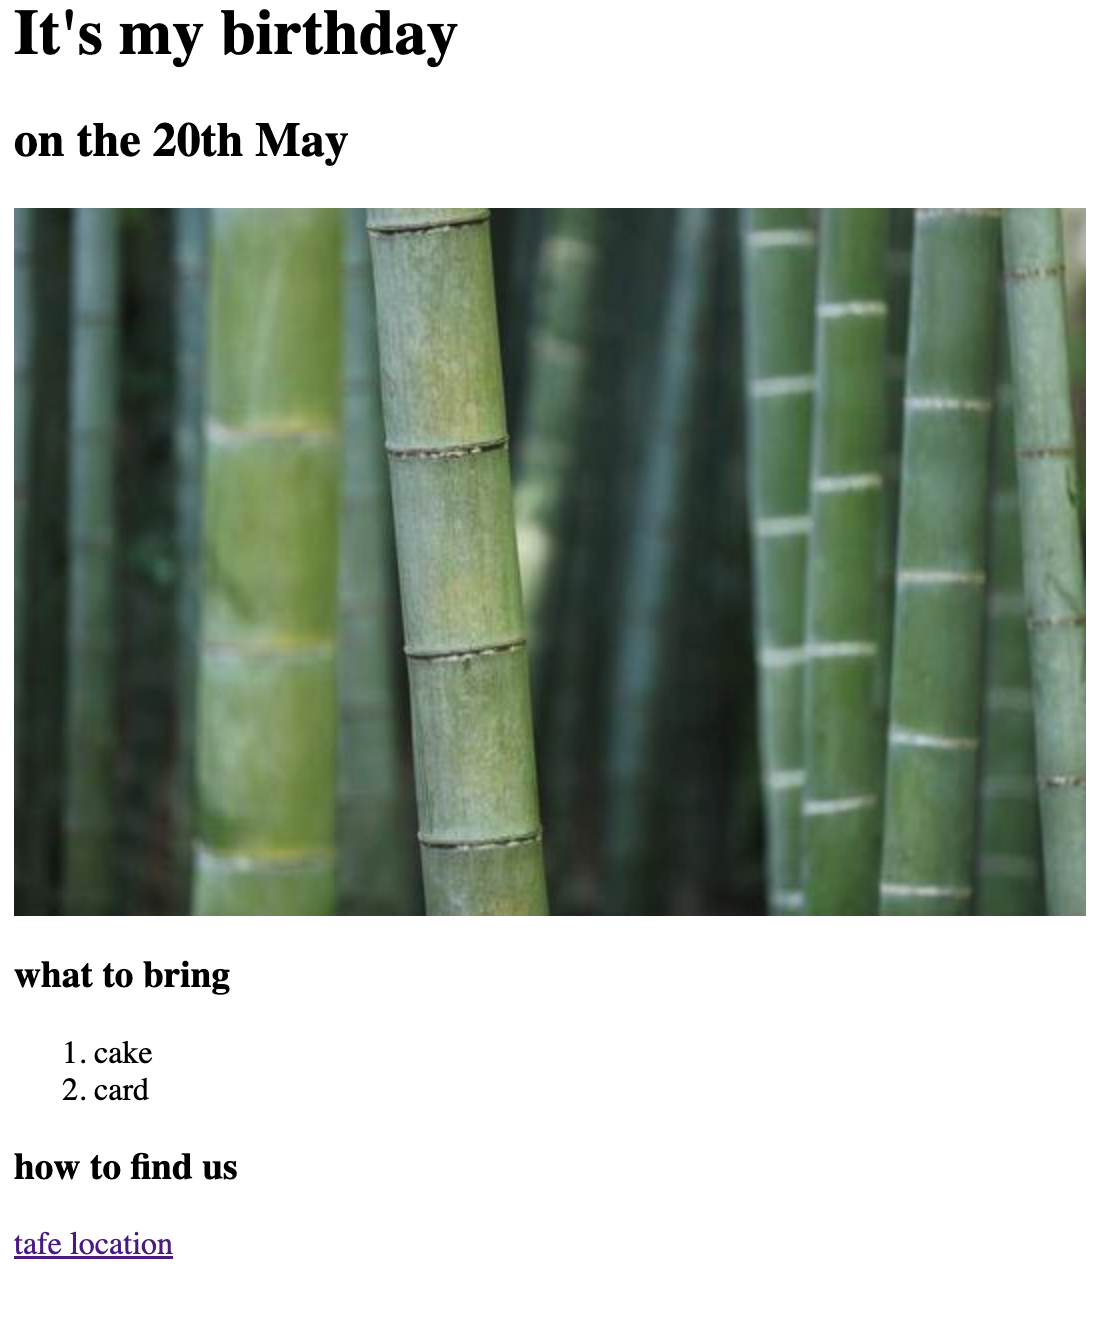 It's my birthday
on the 20th May
what to bring
1. cake
2. card
how to find us
tafe location